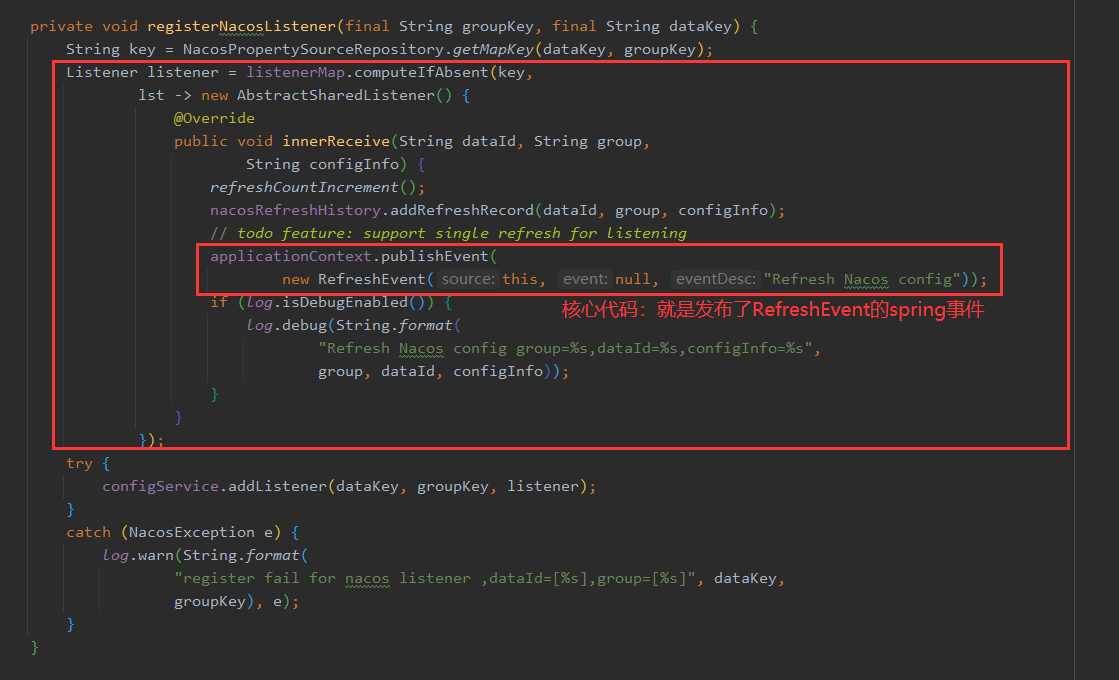 private void registerNacosListener(final String groupKey, final String dataKey) {
String key = NacosPropertySourceRepository.getMapKey(dataKey, groupKey);
Listener listener = listenerMap.computeIfAbsent(key,
lst -> new AbstractSharedListener() {
@Override
public void innerReceive(String dataId, String group,
String configInfo) {
refreshCountIncrement();
nacosRefreshHistory.addRefreshRecord(dataId, group, configInfo);
// todo feature: support single refresh for listening
applicationContext.publishEvent(
new RefreshEvent( source: this, event: null, eventDesc: "Refresh Nacos config"));
if (log.isDebugEnabled()) {
核心代码：就是发布了RefreshEvent的spring事件
log.debug(String.format(
"Refresh Nacos config group=%s,dataId=%s,configInfo=%s",
group, dataId, configInfo));
}
}
});
try {
configService.addListener(dataKey, groupKey, listener);
}
catch (NacosException e) {
log.warn(String.format(
"register fail for nacos listener ,dataId=[%s],group=[%s]", dataKey,
groupKey), e);
}
}